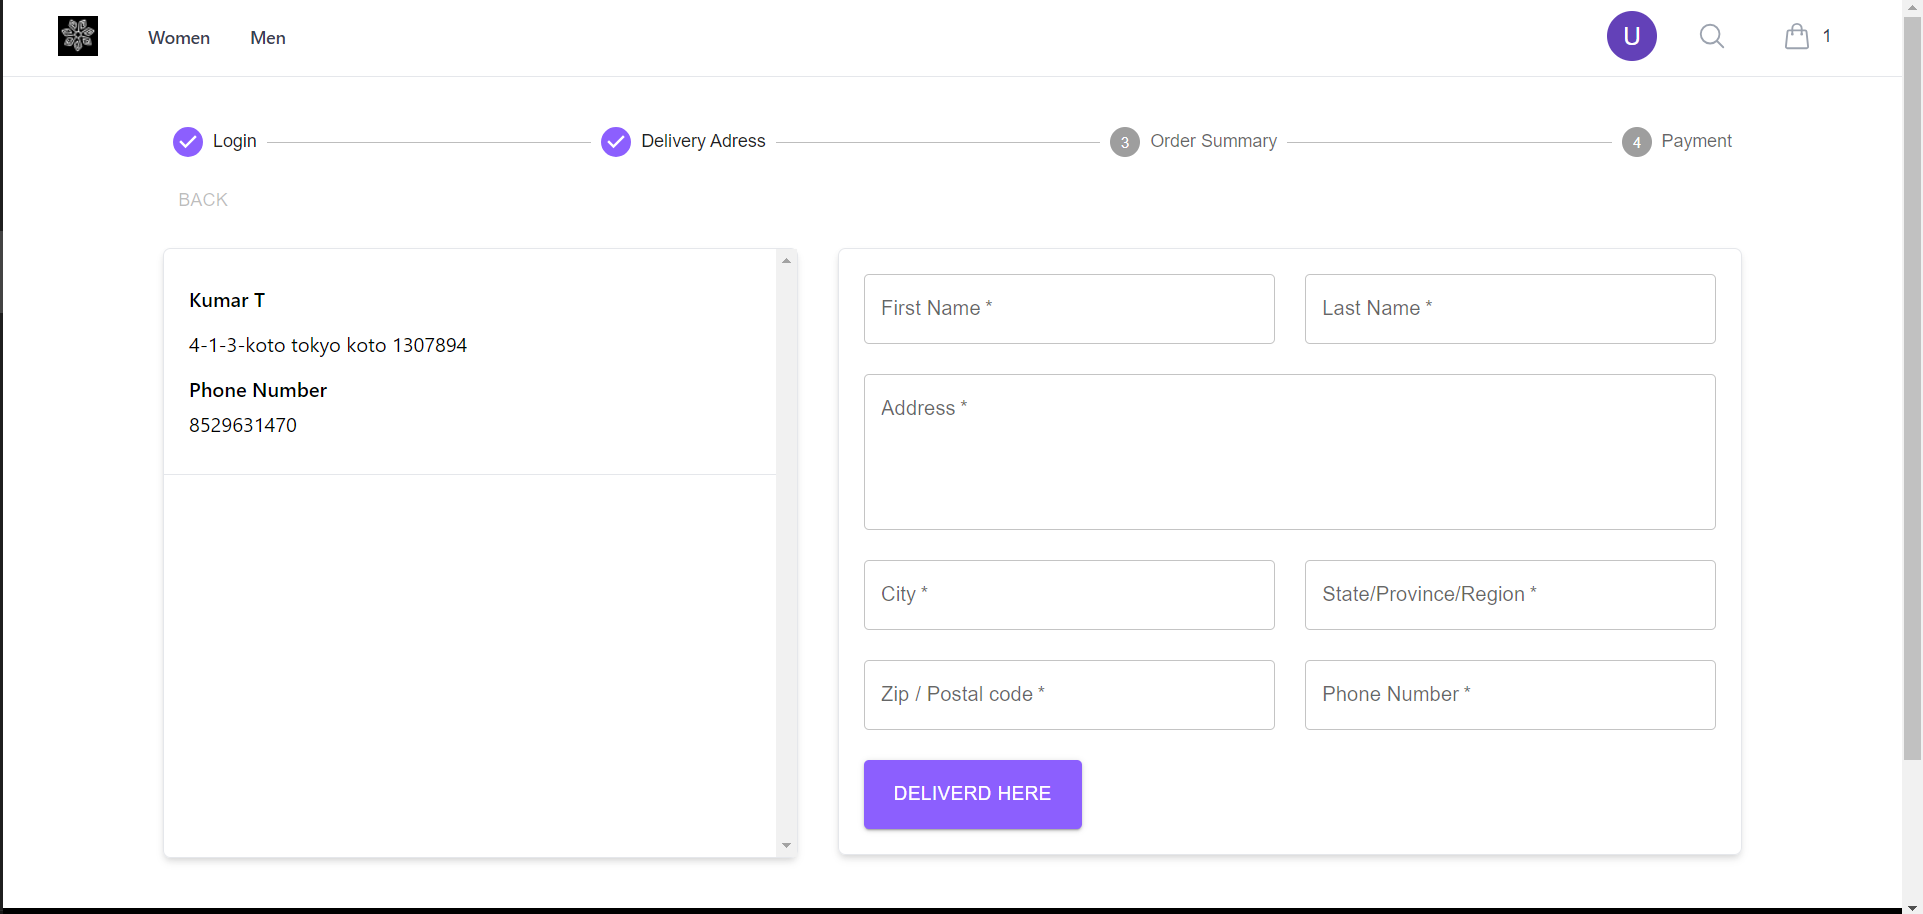 Women Men U 1
Login Delivery Adress 3 Order Summary 4 Payment
BACK
Kumar T
4-1-3-koto tokyo koto 1307894
Phone Number
8529631470
First Name * Last Name *
Address *
City * State/Province/Region *
Zip / Postal code * Phone Number *
DELIVERD HERE